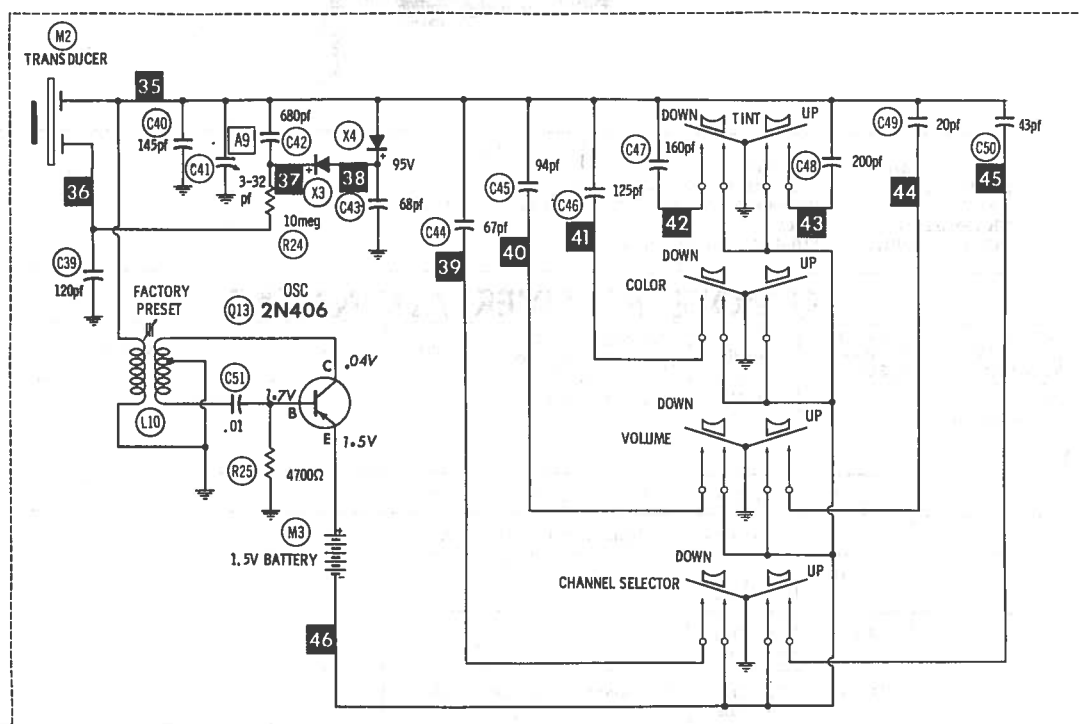 M2
TRANSDUCER
35
C40
145pf
C41
A9
3-32
pf
680pf
C42
X4
95V
37
X3
38
C43
68pf
10meg
R24
36
C39
120pf
C44
67pf
39
94pf
C45
40
C46
125pf
41
C47
160pf
42
DOWN
TINT
UP
C48
200pf
43
C49
20pf
44
43pf
C50
45
FACTORY
PRESET
L10
OSC
Q13 2N406
C
.04V
C51
1.7V
B
.01
E
1.5V
R25
4700Ω
M3
+
1.5V BATTERY
-
46
DOWN
UP
COLOR
DOWN
UP
VOLUME
DOWN
UP
CHANNEL SELECTOR